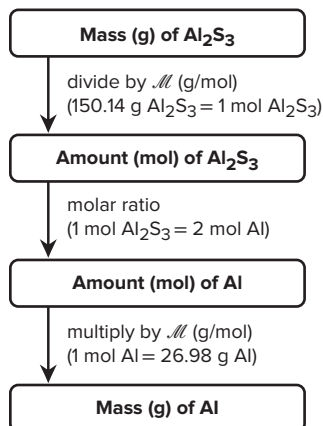 Mass (g) of Al₂S₃
divide by ℳ (g/mol)
(150.14 g Al₂S₃ = 1 mol Al₂S₃)
Amount (mol) of Al₂S₃
molar ratio
(1 mol Al₂S₃ = 2 mol Al)
Amount (mol) of Al
multiply by ℳ (g/mol)
(1 mol Al = 26.98 g Al)
Mass (g) of Al